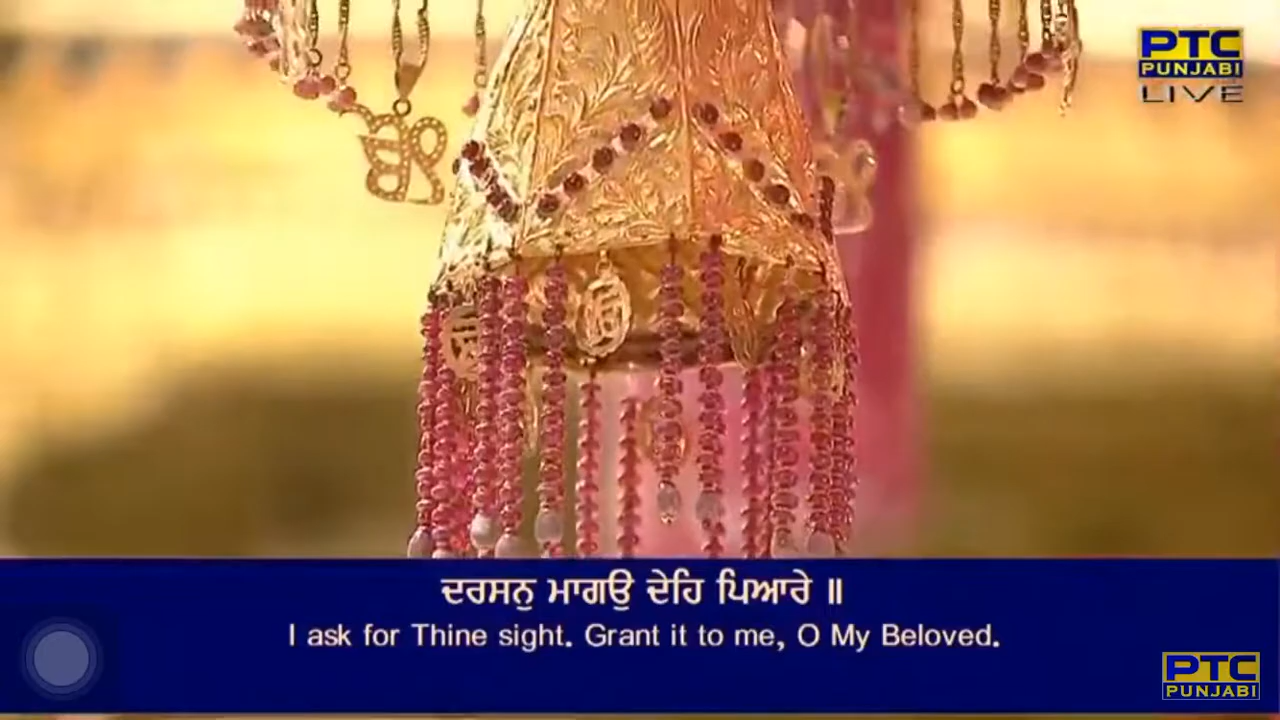 PTC
PUNJABI
LIVE
ਦਰਸਨੁ ਮਾਗਉ ਦੇਹਿ ਪਿਆਰੇ ॥
I ask for Thine sight. Grant it to me, O My Beloved.
PTC
PUNJABI